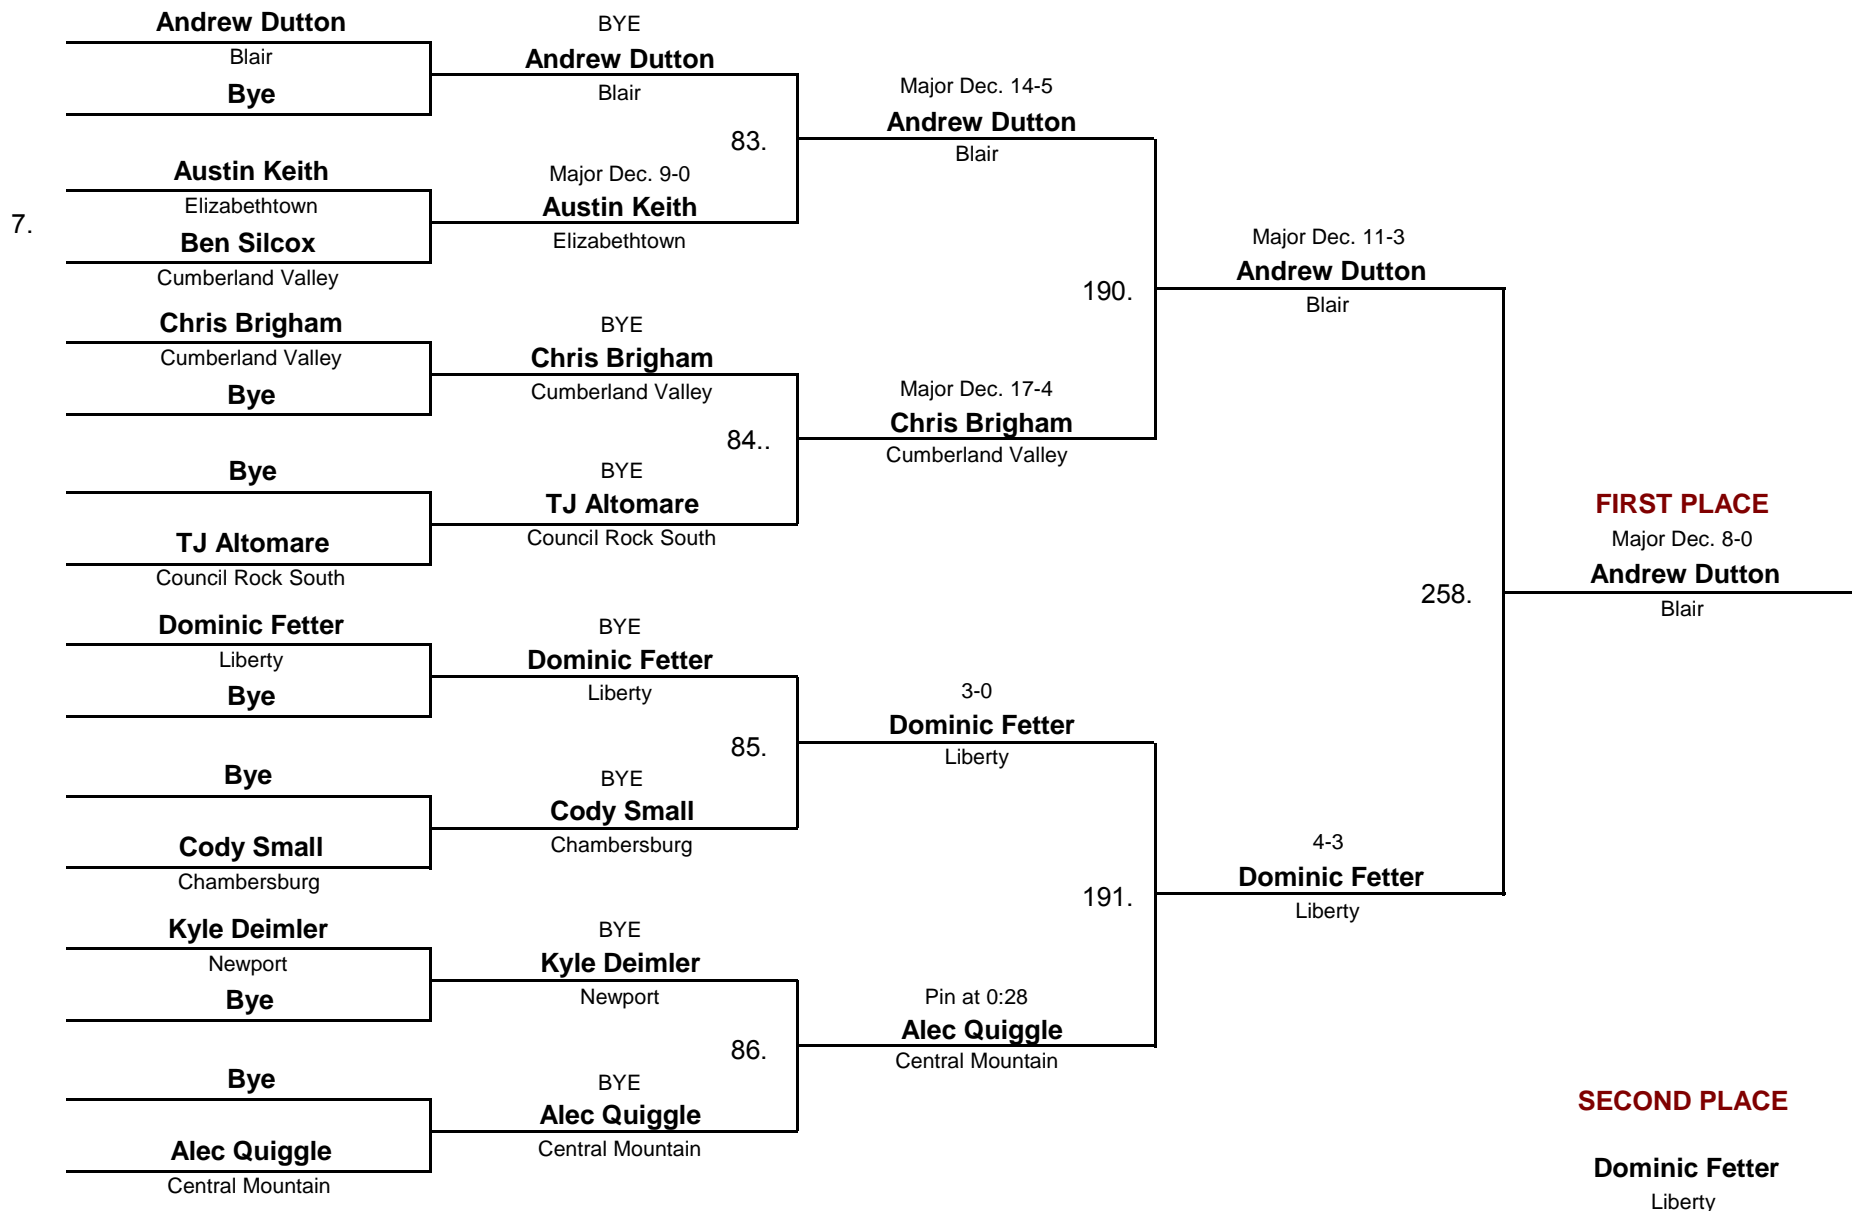 Andrew Dutton
Blair
Bye
7.
Austin Keith
Elizabethtown
Ben Silcox
Cumberland Valley
Chris Brigham
Cumberland Valley
Bye
Bye
TJ Altomare
Council Rock South
Dominic Fetter
Liberty
Bye
Bye
Cody Small
Chambersburg
Kyle Deimler
Newport
Bye
Bye
Alec Quiggle
Central Mountain
BYE
Andrew Dutton
Blair
83.
Major Dec. 9-0
Austin Keith
Elizabethtown
BYE
Chris Brigham
Cumberland Valley
84..
BYE
TJ Altomare
Council Rock South
BYE
Dominic Fetter
Liberty
85.
BYE
Cody Small
Chambersburg
BYE
Kyle Deimler
Newport
86.
BYE
Alec Quiggle
Central Mountain
Major Dec. 14-5
Andrew Dutton
Blair
190.
Major Dec. 17-4
Chris Brigham
Cumberland Valley
3-0
Dominic Fetter
Liberty
191.
Pin at 0:28
Alec Quiggle
Central Mountain
Major Dec. 11-3
Andrew Dutton
Blair
258.
4-3
Dominic Fetter
Liberty
FIRST PLACE
Major Dec. 8-0
Andrew Dutton
Blair
SECOND PLACE
Dominic Fetter
Liberty